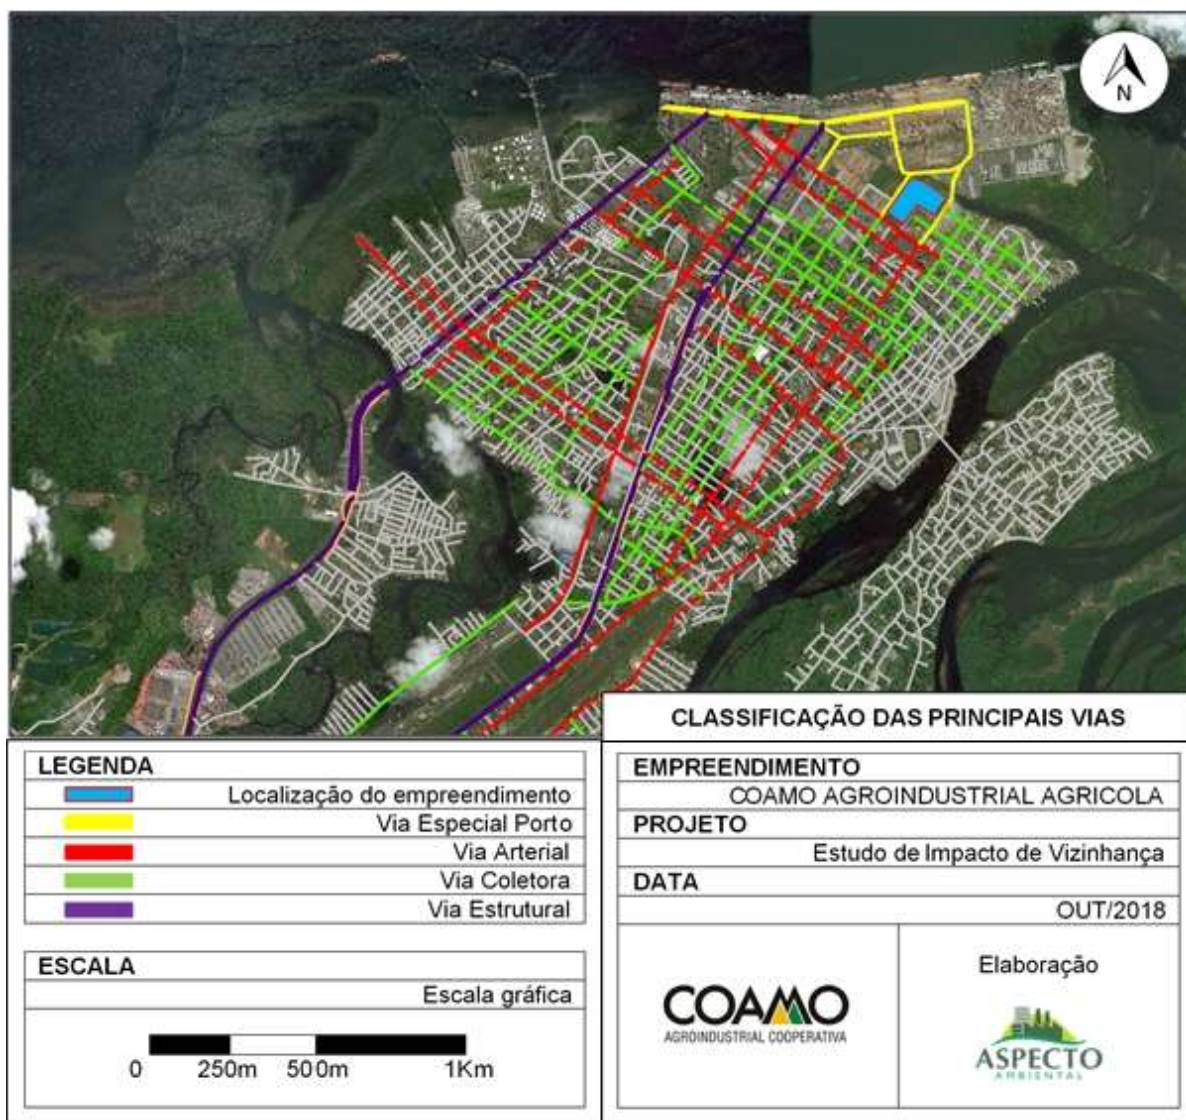 N
CLASSIFICAÇÃO DAS PRINCIPAIS VIAS
LEGENDA
Localização do empreendimento
Via Especial Porto
Via Arterial
Via Coletora
Via Estrutural
ESCALA
Escala gráfica
0 250m 500m 1Km
EMPREENDIMENTO
COAMO AGROINDUSTRIAL AGRICOLA
PROJETO
Estudo de Impacto de Vizinhança
DATA
OUT/2018
COAMO
AGROINDUSTRIAL COOPERATIVA
Elaboração
ASPECTO
AMBIENTAL